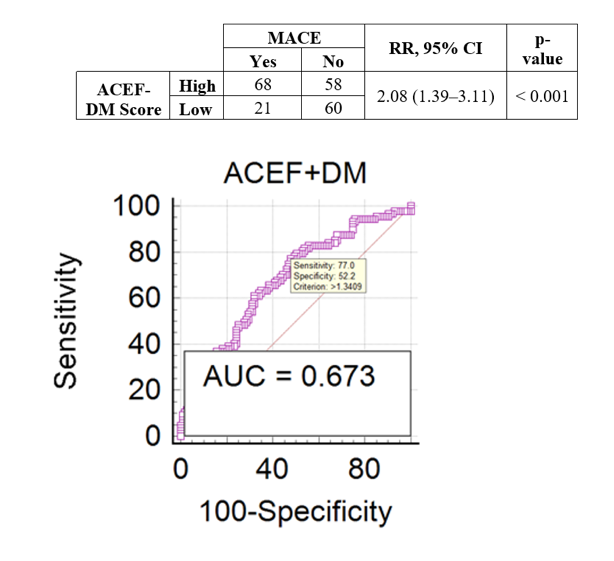 MACE
RR, 95% CI
p-
value
Yes
No
ACEF-
DM Score
High
68
58
2.08 (1.39–3.11)
< 0.001
Low
21
60
ACEF+DM
100
80
60
40
20
0
Sensitivity
Sensitivity: 77.0
Specificity: 52.2
Criterion: >1.3409
AUC = 0.673
0
40
80
100-Specificity